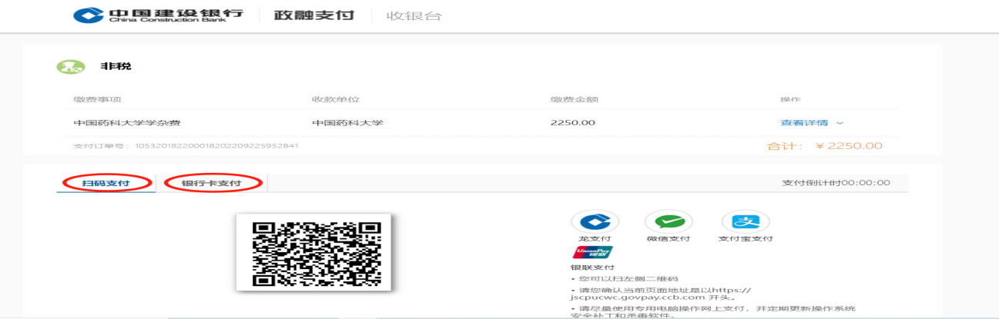 中国建设银行 政融支付 收银台
China Construction Bank
非税
缴费事项 收款单位 缴费金额 操作
中国药科大学学杂费 中国药科大学 2250.00 查看详情
支付订单号：105320182200018202209225952841 合计：￥2250.00
扫码支付 银行卡支付 支付倒计时00:00:00
龙支付 微信支付 支付宝支付
UnionPay
银联
银联支付
• 您可以扫左侧二维码
• 请您确认当前页面地址是以https://
jscpucwc.govpay.ccb.com 开头。
• 请尽量使用专用电脑操作网上支付，并定期更新操作系统
安全补丁和杀毒软件。